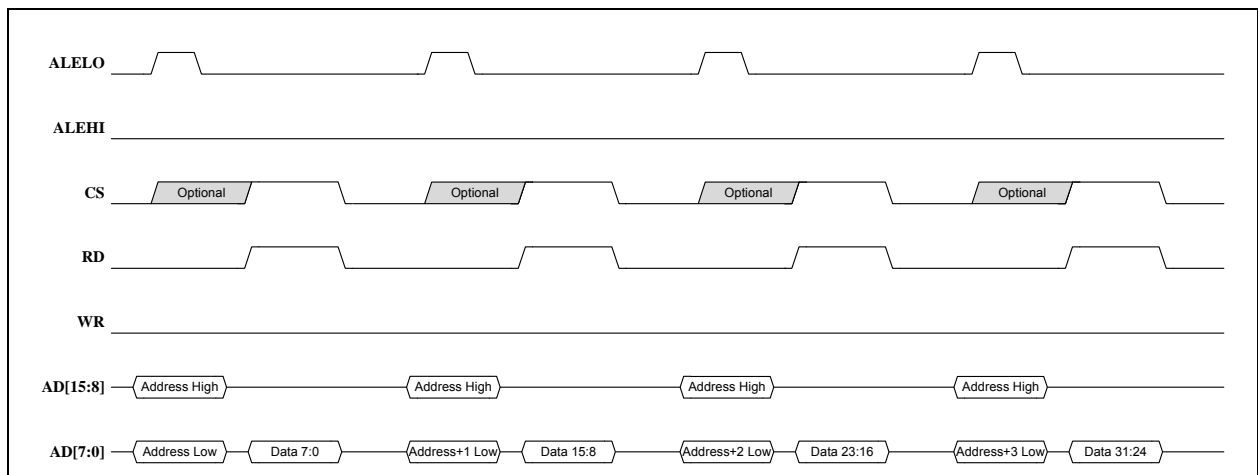 ALELO
ALEHI
CS Optional Optional Optional Optional
RD
WR
AD[15:8] Address High Address High Address High Address High
AD[7:0] Address Low Data 7:0 Address+1 Low Data 15:8 Address+2 Low Data 23:16 Address+3 Low Data 31:24